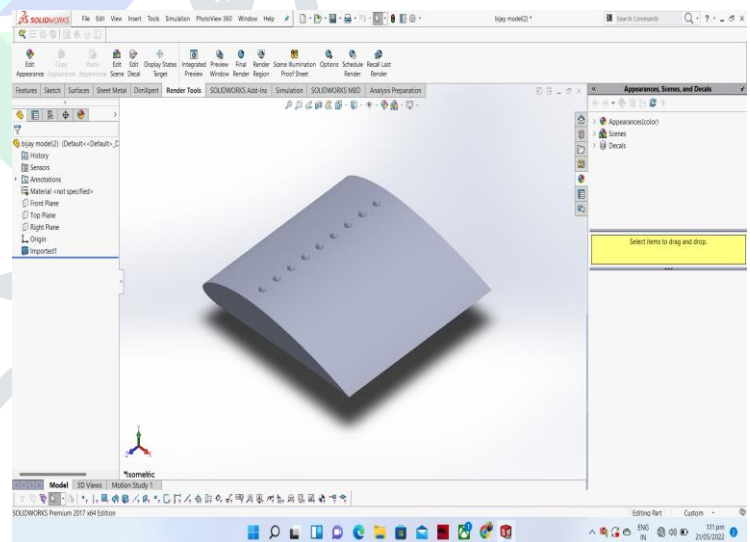 SOLIDWORKS File Edit View Insert Tools Simulation PhotoView 360 Window Help bijay model(2) * Search Commands
Edit Appearance Copy Appearance Paste Appearance Edit Scene Edit Decal Display States Target Integrated Preview Preview Window Final Render Render Region Scene Illumination Proof Sheet Options Schedule Render Recall Last Render
Features Sketch Surfaces Sheet Metal DimXpert Render Tools SOLIDWORKS Add-Ins Simulation SOLIDWORKS MBD Analysis Preparation
Appearances, Scenes, and Decals
Appearances(color)
Scenes
Decals
Select items to drag and drop.
bijay model(2) (Default<<Default>_D
History
Sensors
Annotations
Material <not specified>
Front Plane
Top Plane
Right Plane
Origin
Imported1
*Isometric
Model 3D Views Motion Study 1
SOLIDWORKS Premium 2017 x64 Edition Editing Part Custom
ENG
IN
1:11 pm
21/05/2022